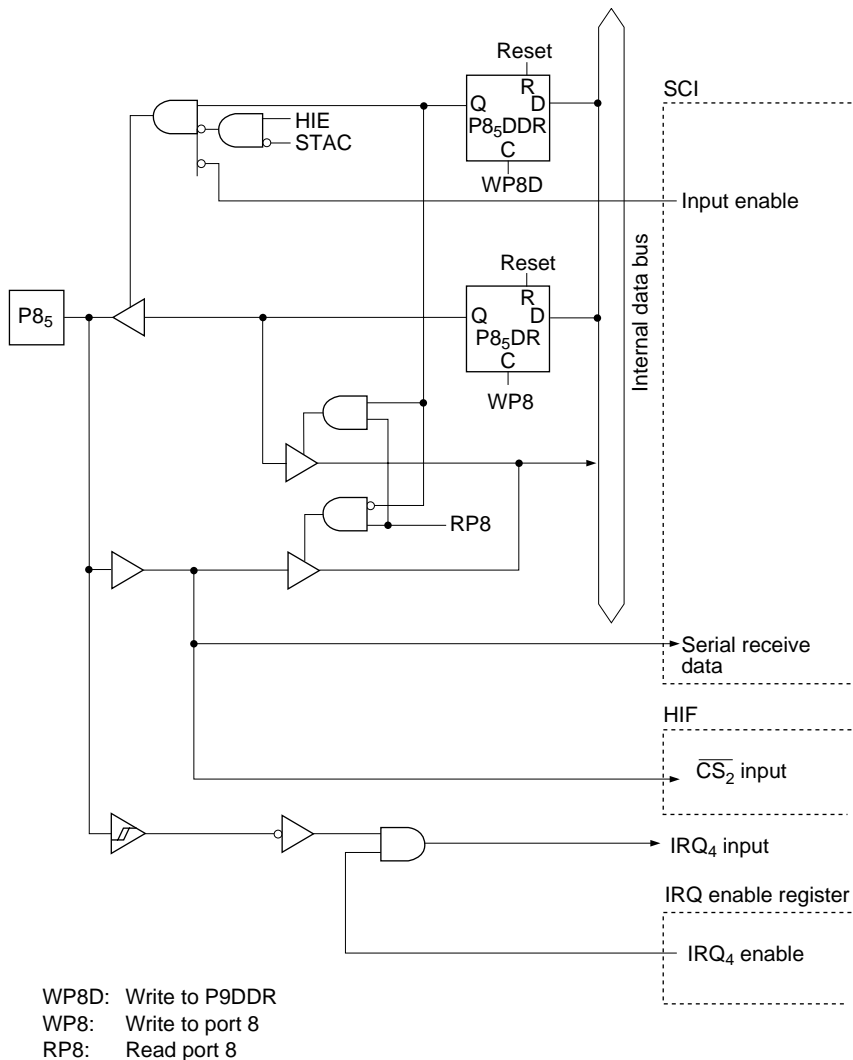 Reset
R
Q D
P8₅DDR
C
WP8D
HIE
STAC
SCI
Input enable
Internal data bus
P8₅
Reset
R
Q D
P8₅DR
C
WP8
RP8
Serial receive
data
HIF
C̅S̅₂̅ input
IRQ₄ input
IRQ enable register
IRQ₄ enable
WP8D: Write to P9DDR
WP8: Write to port 8
RP8: Read port 8